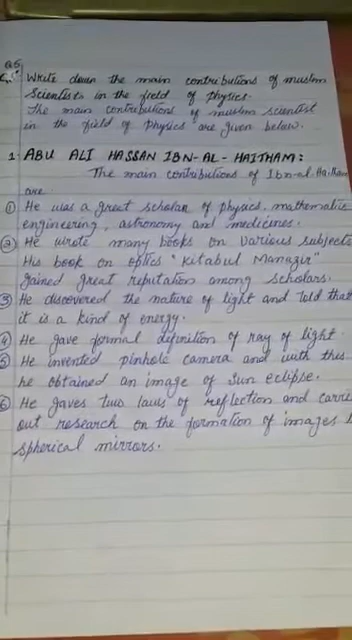 Q5
Write down the main contributions of muslim
Scientists in the field of physics.
The main contributions of muslim scientist
in the field of physics are given below.
1- ABU ALI HASSAN IBN-AL-HAITHAM:
The main contributions of Ibn-al-Haitham
are
① He was a great scholar of physics, mathematic
engineering, astronomy and medicines.
② He wrote many books on various subjects
His book on optics "Kitabul Manazir"
gained great reputation among scholars.
③ He discovered the nature of light and told that
it is a kind of energy.
④ He gave formal definition of ray of light.
⑤ He invented pinhole camera and with this
he obtained an image of Sun eclipse.
⑥ He gaves two laws of reflection and carri
out research on the formation of images
spherical mirrors.